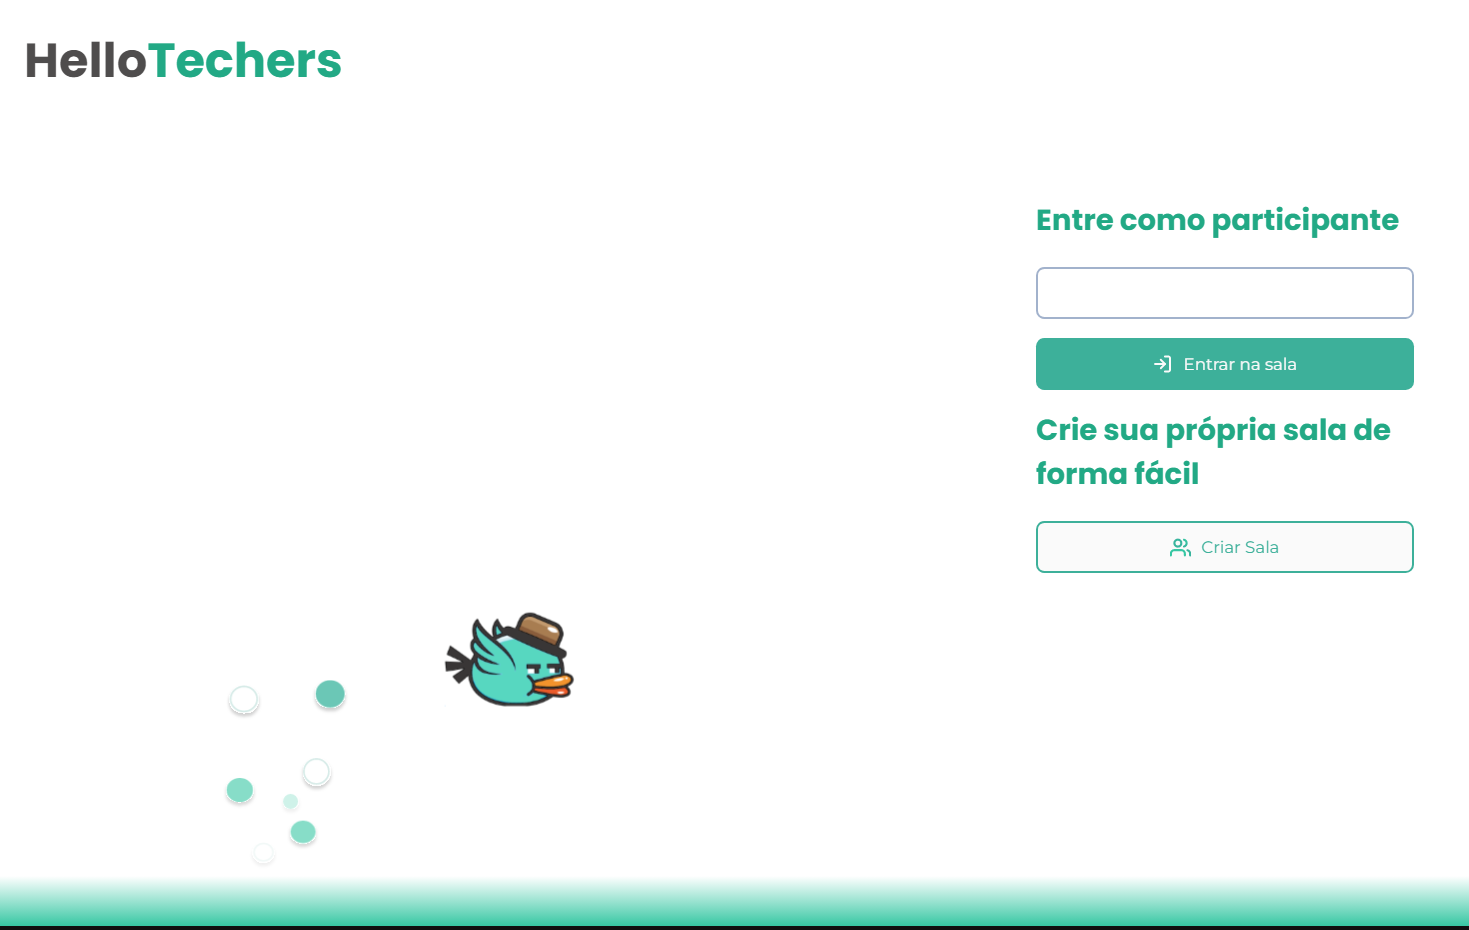 HelloTechers
Entre como participante
Entrar na sala
Crie sua própria sala de
forma fácil
Criar Sala